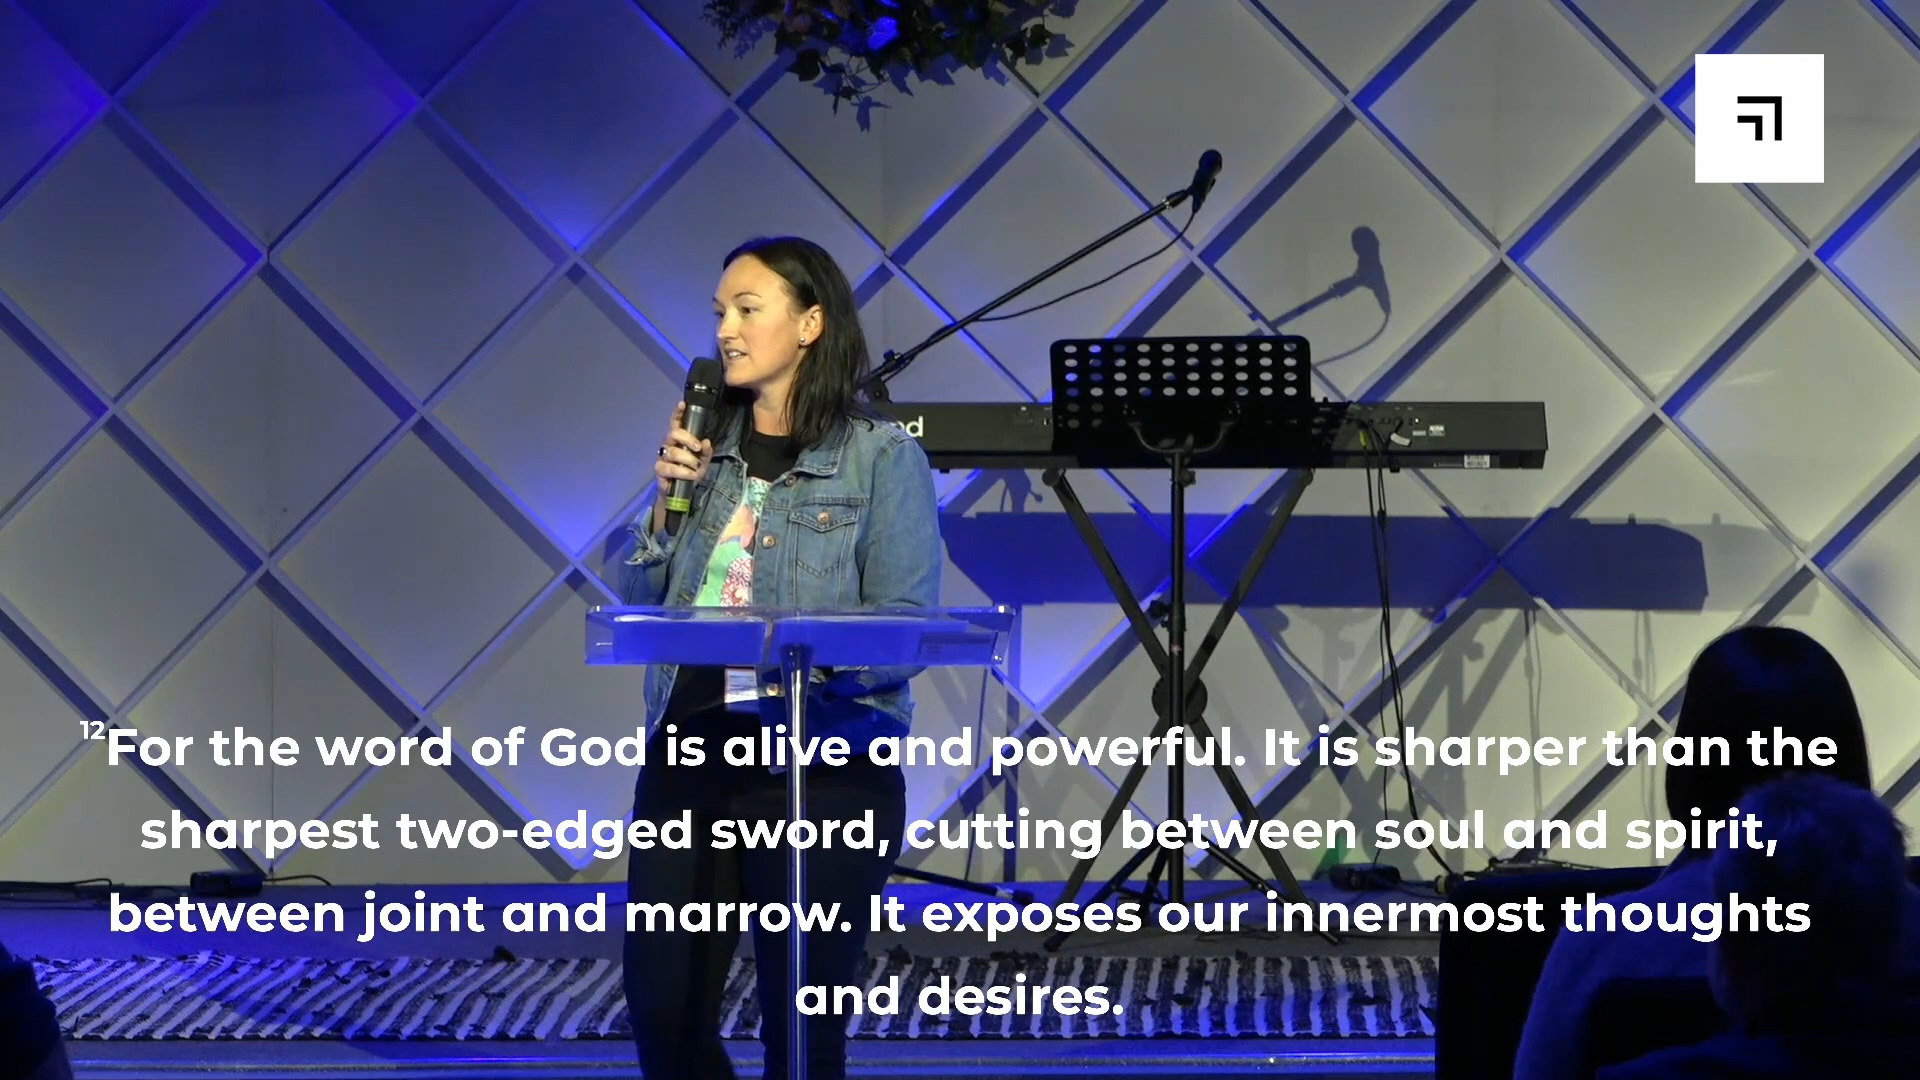 12For the word of God is alive and powerful. It is sharper than the
sharpest two-edged sword, cutting between soul and spirit,
between joint and marrow. It exposes our innermost thoughts
and desires.